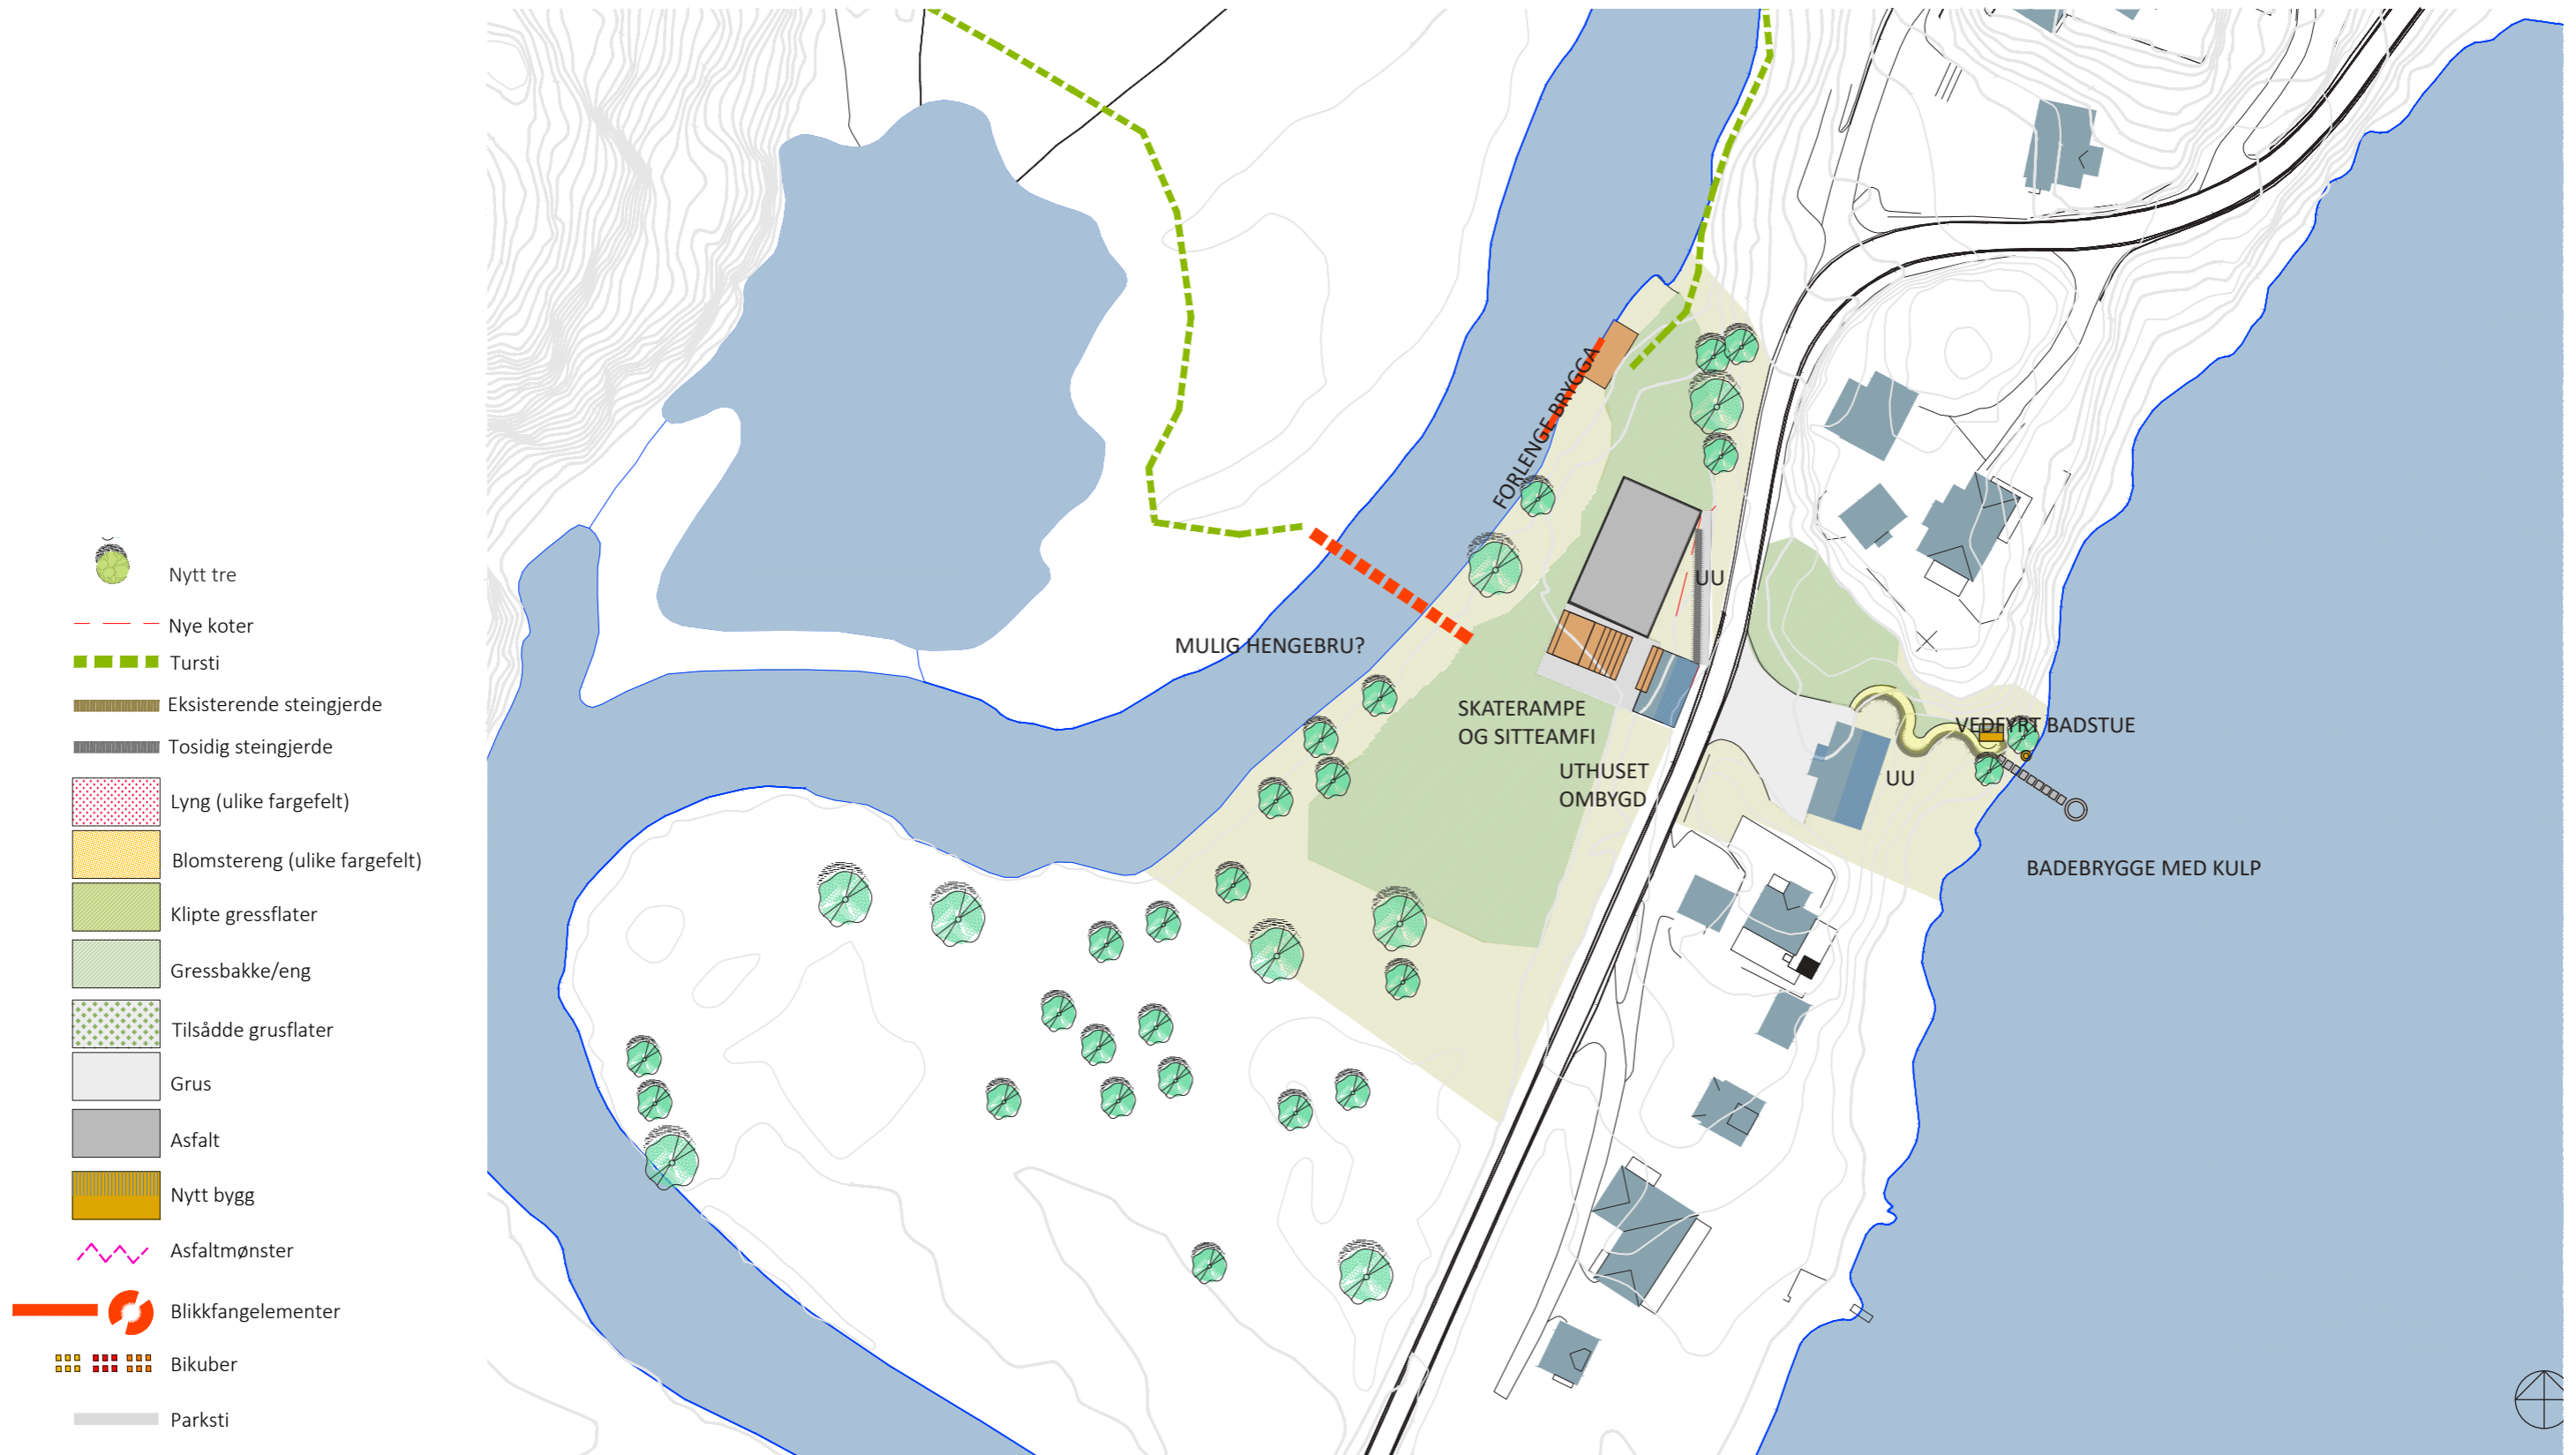 Nytt tre
Nye koter
Tursti
Eksisterende steingjerde
Tosidig steingjerde
Lyng (ulike fargefelt)
Blomstereng (ulike fargefelt)
Klipte gressflater
Gressbakke/eng
Tilsådde grusflater
Grus
Asfalt
Nytt bygg
Asfaltmønster
Blikkfangelementer
Bikuber
Parksti
FORLENGE BRYGGA
UU
MULIG HENGEBRU?
SKATERAMPE
OG SITTEAMFI
UTHUSET
OMBYGD
VEDFYRT BADSTUE
UU
BADEBRYGGE MED KULP